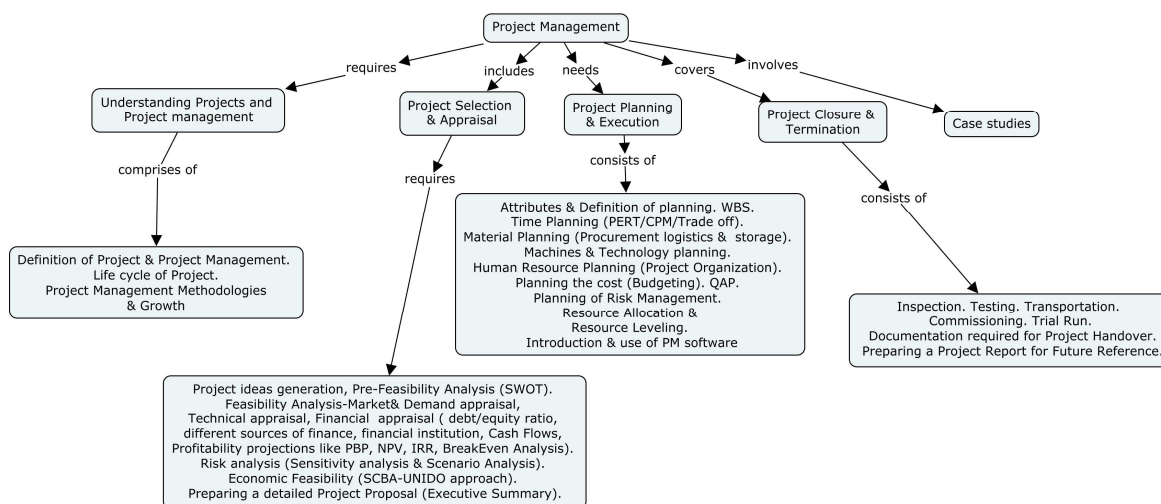 Project Management
requires
includes
needs
covers
involves
Understanding Projects and
Project management
Project Selection
& Appraisal
Project Planning
& Execution
Project Closure &
Termination
Case studies
comprises of
requires
consists of
consists of
Definition of Project & Project Management.
Life cycle of Project.
Project Management Methodologies
& Growth
Attributes & Definition of planning. WBS.
Time Planning (PERT/CPM/Trade off).
Material Planning (Procurement logistics & storage).
Machines & Technology planning.
Human Resource Planning (Project Organization).
Planning the cost (Budgeting). QAP.
Planning of Risk Management.
Resource Allocation &
Resource Leveling.
Introduction & use of PM software
Inspection. Testing. Transportation.
Commissioning. Trial Run.
Documentation required for Project Handover.
Preparing a Project Report for Future Reference.
Project ideas generation, Pre-Feasibility Analysis (SWOT).
Feasibility Analysis-Market& Demand appraisal,
Technical appraisal, Financial appraisal ( debt/equity ratio,
different sources of finance, financial institution, Cash Flows,
Profitability projections like PBP, NPV, IRR, BreakEven Analysis).
Risk analysis (Sensitivity analysis & Scenario Analysis).
Economic Feasibility (SCBA-UNIDO approach).
Preparing a detailed Project Proposal (Executive Summary).